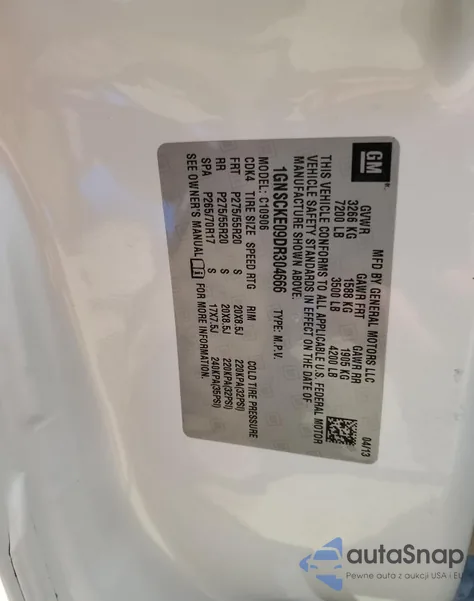 GM
®
MFD BY GENERAL MOTORS LLC
GVWR GAWR FRT GAWR RR
3266 KG 1588 KG 1905 KG
7200 LB 3500 LB 4200 LB
THIS VEHICLE CONFORMS TO ALL APPLICABLE U.S. FEDERAL MOTOR
VEHICLE SAFETY STANDARDS IN EFFECT ON THE DATE OF
MANUFACTURE SHOWN ABOVE.
04/13
1GNSCKE09DR304666 TYPE: M.P.V.
MODEL: C10906
CDK4 TIRE SIZE SPEED RTG RIM COLD TIRE PRESSURE
FRT P275/55R20 S 20X8.5J 220KPA(32PSI)
RR P275/55R20 S 20X8.5J 220KPA(32PSI)
SPA P265/70R17 S 17X7.5J 240KPA(35PSI)
SEE OWNER'S MANUAL FOR MORE INFORMATION.
autaSnap
Pewne auta z aukcji USA i EU